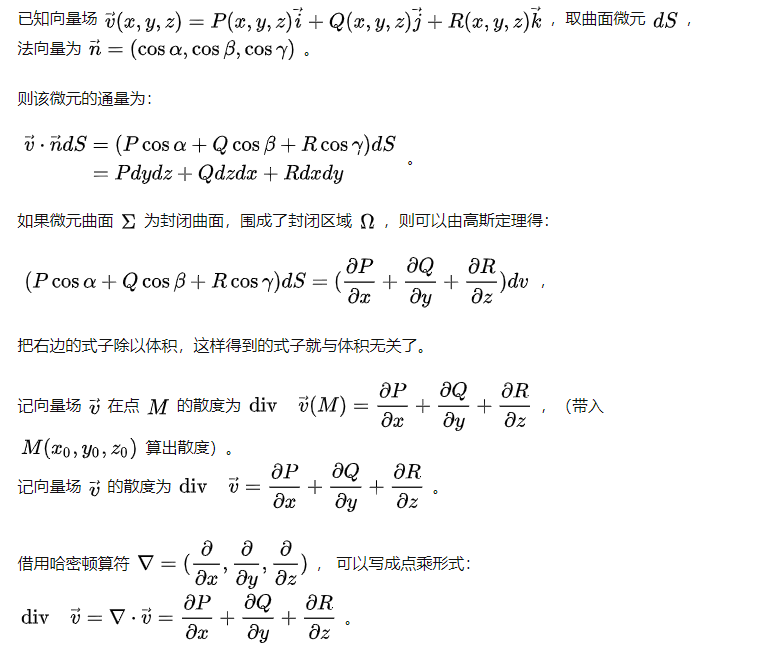 已知向量场 $\vec{v}(x,y,z)=P(x,y,z)\vec{i}+Q(x,y,z)\vec{j}+R(x,y,z)\vec{k}$ ，取曲面微元 $dS$ ，
法向量为 $\vec{n}=(\cos\alpha,\cos\beta,\cos\gamma)$ 。
则该微元的通量为：
$\vec{v}\cdot\vec{n}dS=(P\cos\alpha+Q\cos\beta+R\cos\gamma)dS$
$=Pdydz+Qdzdx+Rdxdy$ 。
如果微元曲面 $\Sigma$ 为封闭曲面，围成了封闭区域 $\Omega$ ，则可以由高斯定理得：
$(P\cos\alpha+Q\cos\beta+R\cos\gamma)dS=(\frac{\partial P}{\partial x}+\frac{\partial Q}{\partial y}+\frac{\partial R}{\partial z})dv$ ，
把右边的式子除以体积，这样得到的式子就与体积无关了。
记向量场 $\vec{v}$ 在点 $M$ 的散度为 $\text{div}\quad\vec{v}(M)=\frac{\partial P}{\partial x}+\frac{\partial Q}{\partial y}+\frac{\partial R}{\partial z}$ ，（带入
$M(x_0,y_0,z_0)$ 算出散度）。
记向量场 $\vec{v}$ 的散度为 $\text{div}\quad\vec{v}=\frac{\partial P}{\partial x}+\frac{\partial Q}{\partial y}+\frac{\partial R}{\partial z}$ 。
借用哈密顿算符 $\nabla=(\frac{\partial}{\partial x},\frac{\partial}{\partial y},\frac{\partial}{\partial z})$ ， 可以写成点乘形式：
$\text{div}\quad\vec{v}=\nabla\cdot\vec{v}=\frac{\partial P}{\partial x}+\frac{\partial Q}{\partial y}+\frac{\partial R}{\partial z}$ 。